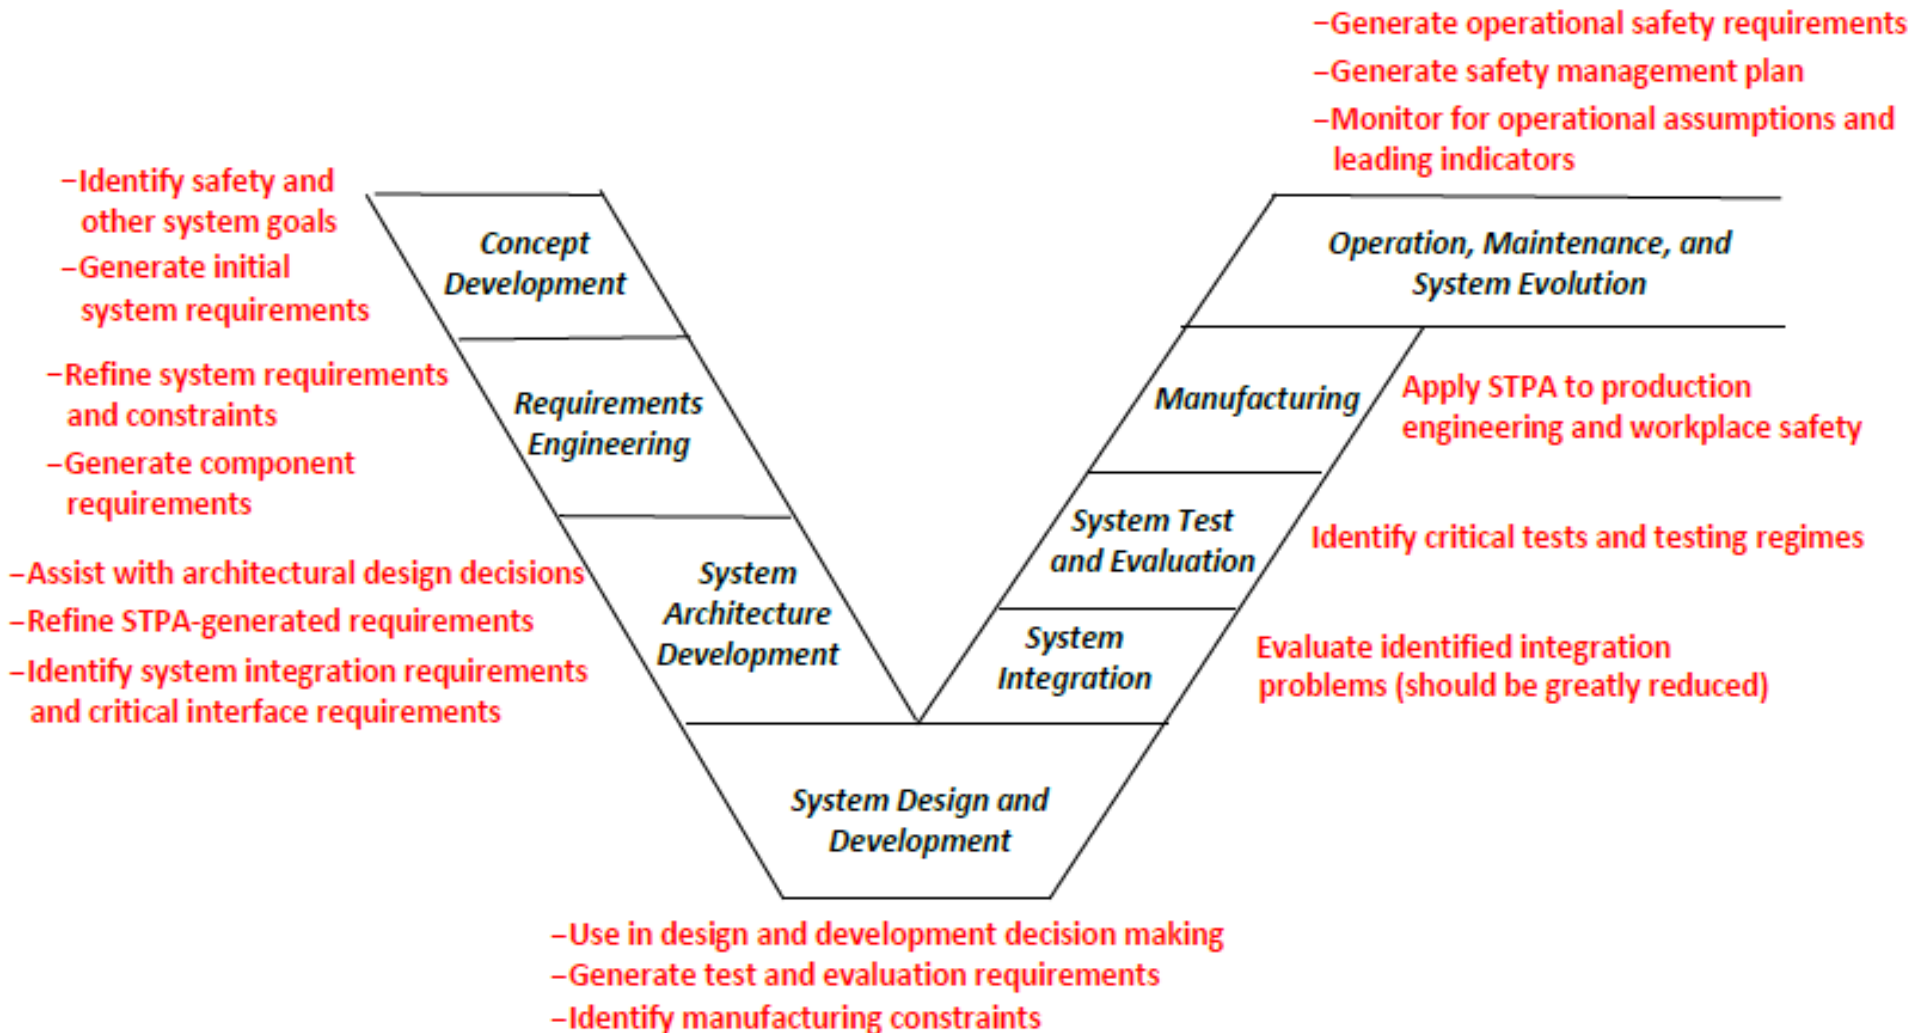 –Generate operational safety requirements
–Generate safety management plan
–Monitor for operational assumptions and
leading indicators
–Identify safety and
other system goals
–Generate initial
system requirements
Concept
Development
Operation, Maintenance, and
System Evolution
–Refine system requirements
and constraints
–Generate component
requirements
Requirements
Engineering
Manufacturing
Apply STPA to production
engineering and workplace safety
–Assist with architectural design decisions
–Refine STPA-generated requirements
–Identify system integration requirements
and critical interface requirements
System
Architecture
Development
System Test
and Evaluation
Identify critical tests and testing regimes
System
Integration
Evaluate identified integration
problems (should be greatly reduced)
System Design and
Development
–Use in design and development decision making
–Generate test and evaluation requirements
–Identify manufacturing constraints